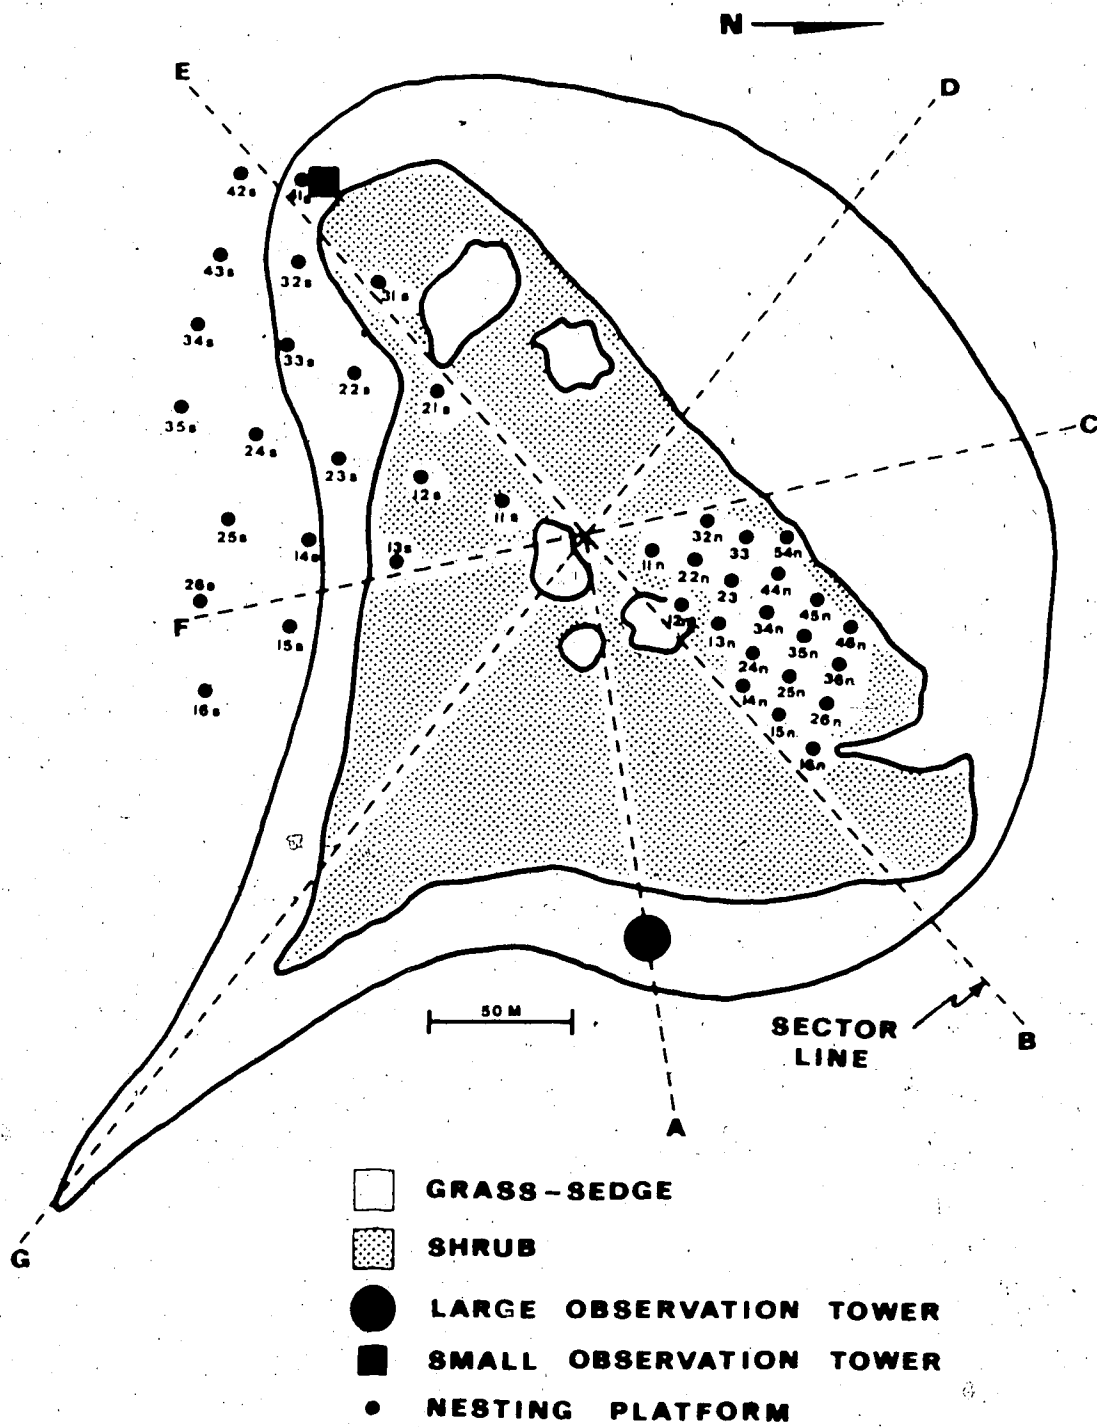 N
E
D
42s
41s
43s
32s
31s
34s
33s
22s
21s
35s
24s
C
23s
12s
11s
32n
33
54n
25s
14s
13s
11n
22n
23
44n
26s
12n
45n
F
15s
13n
34n
35n
46n
24n
36n
16s
14n
25n
15n
26n
16n
50 M
SECTOR
LINE
B
A
G
GRASS-SEDGE
SHRUB
LARGE OBSERVATION TOWER
SMALL OBSERVATION TOWER
NESTING PLATFORM